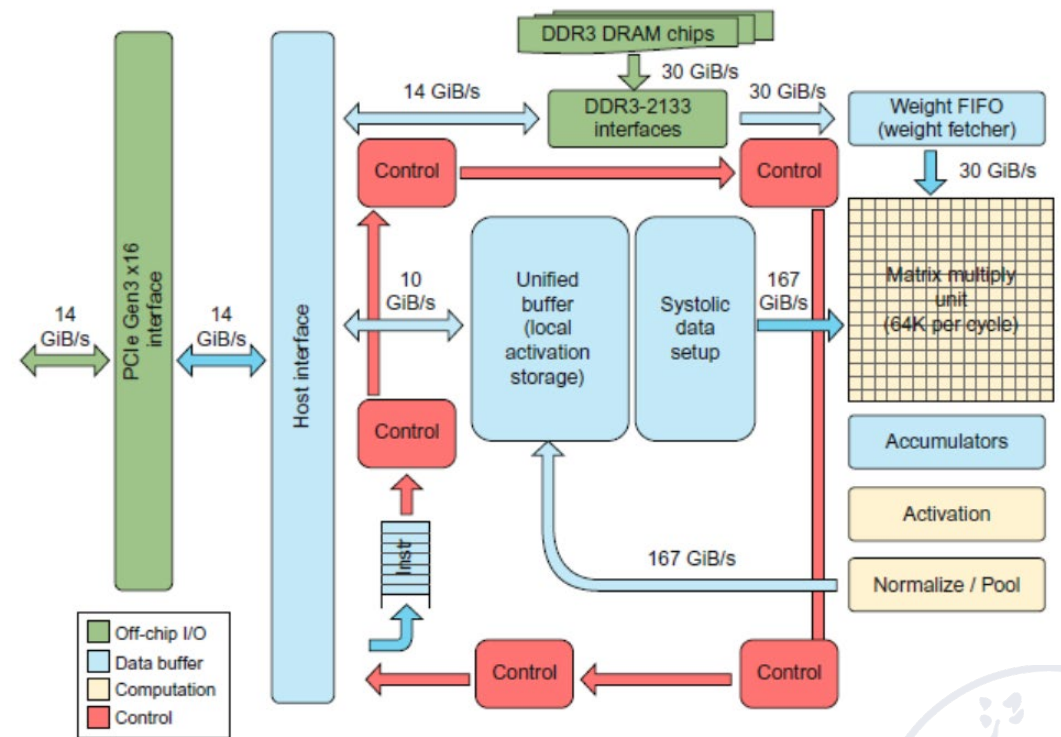 DDR3 DRAM chips
30 GiB/s
14 GiB/s
DDR3-2133
interfaces
30 GiB/s
Weight FIFO
(weight fetcher)
30 GiB/s
Control
Control
PCIe Gen3 x16
interface
Host interface
14
GiB/s
14
GiB/s
10
GiB/s
Unified
buffer
(local
activation
storage)
Systolic
data
setup
167
GiB/s
Matrix multiply
unit
(64K per cycle)
Control
Accumulators
Activation
Instr
167 GiB/s
Normalize / Pool
Off-chip I/O
Data buffer
Computation
Control
Control
Control